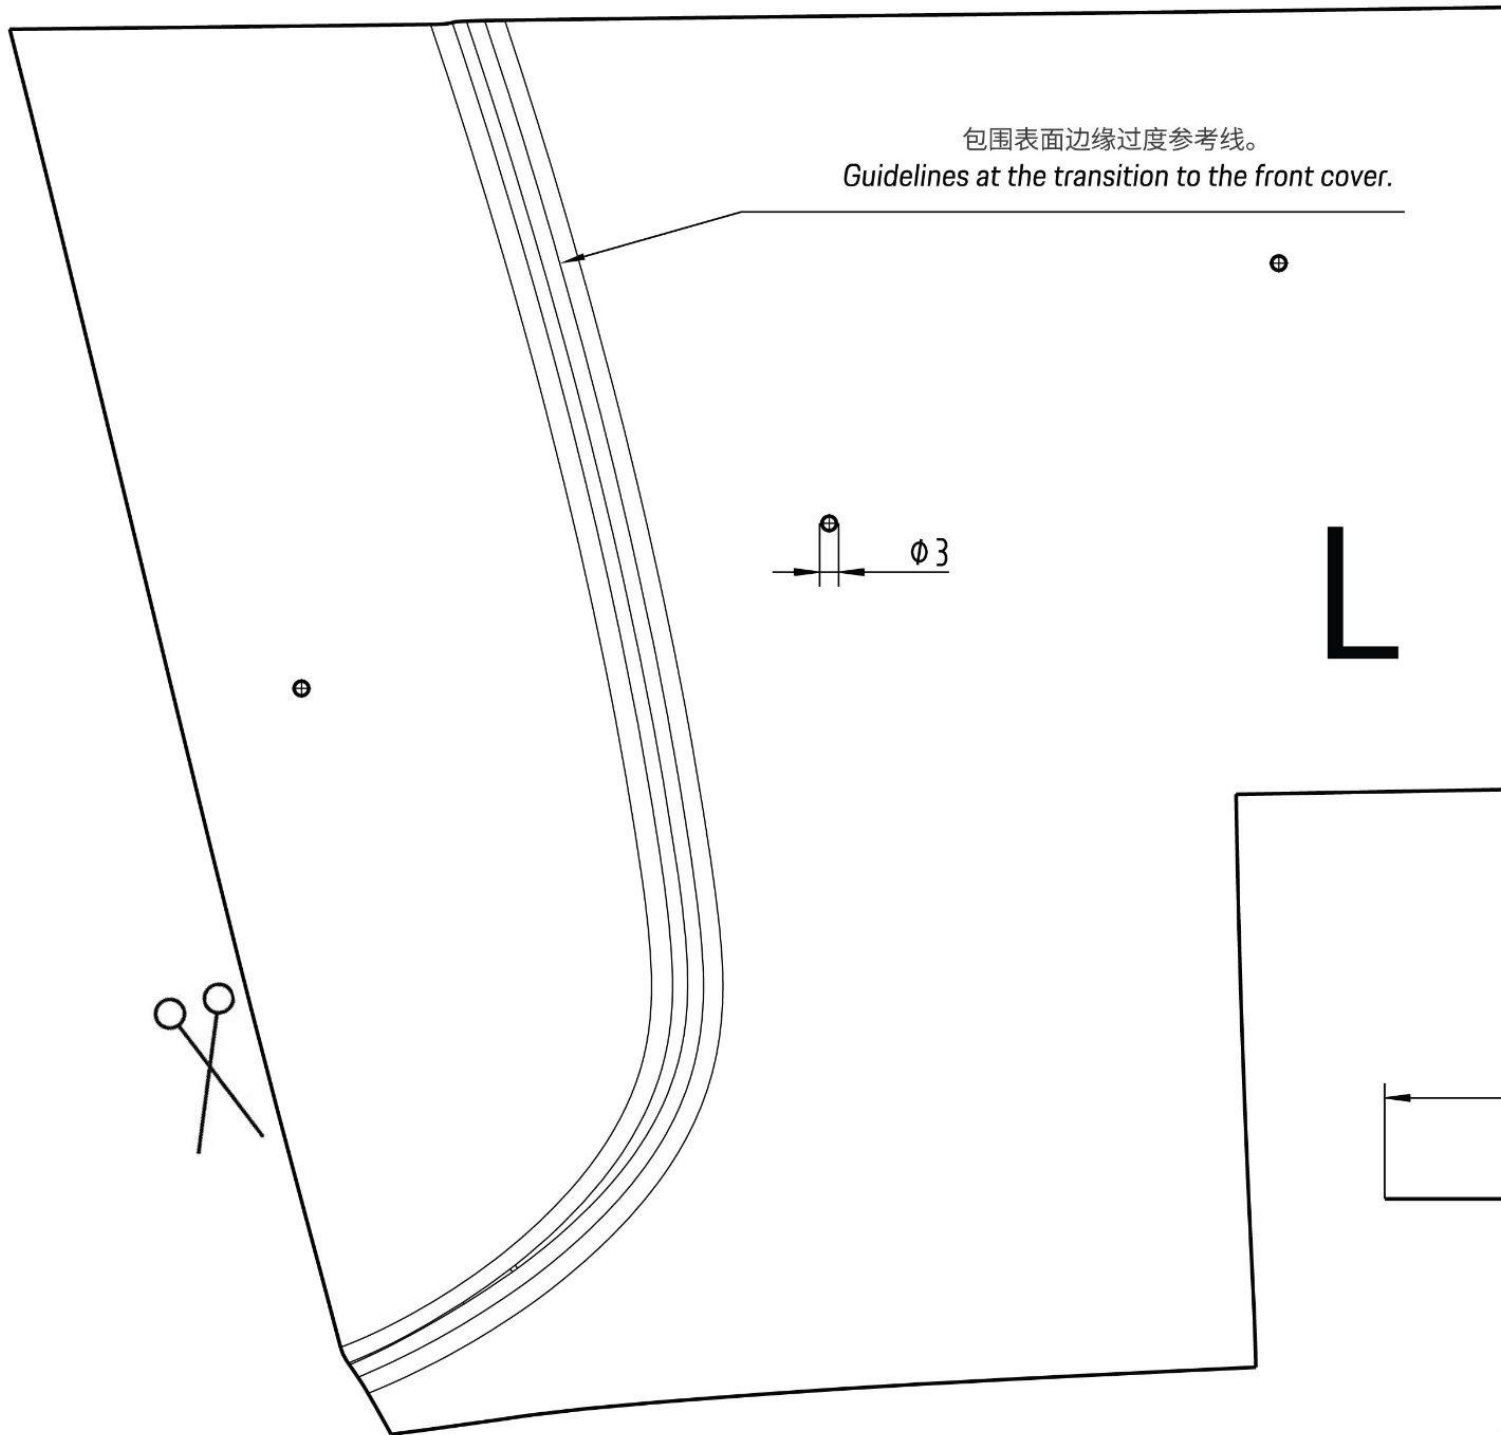 包围表面边缘过度参考线。
Guidelines at the transition to the front cover.
ϕ3
L